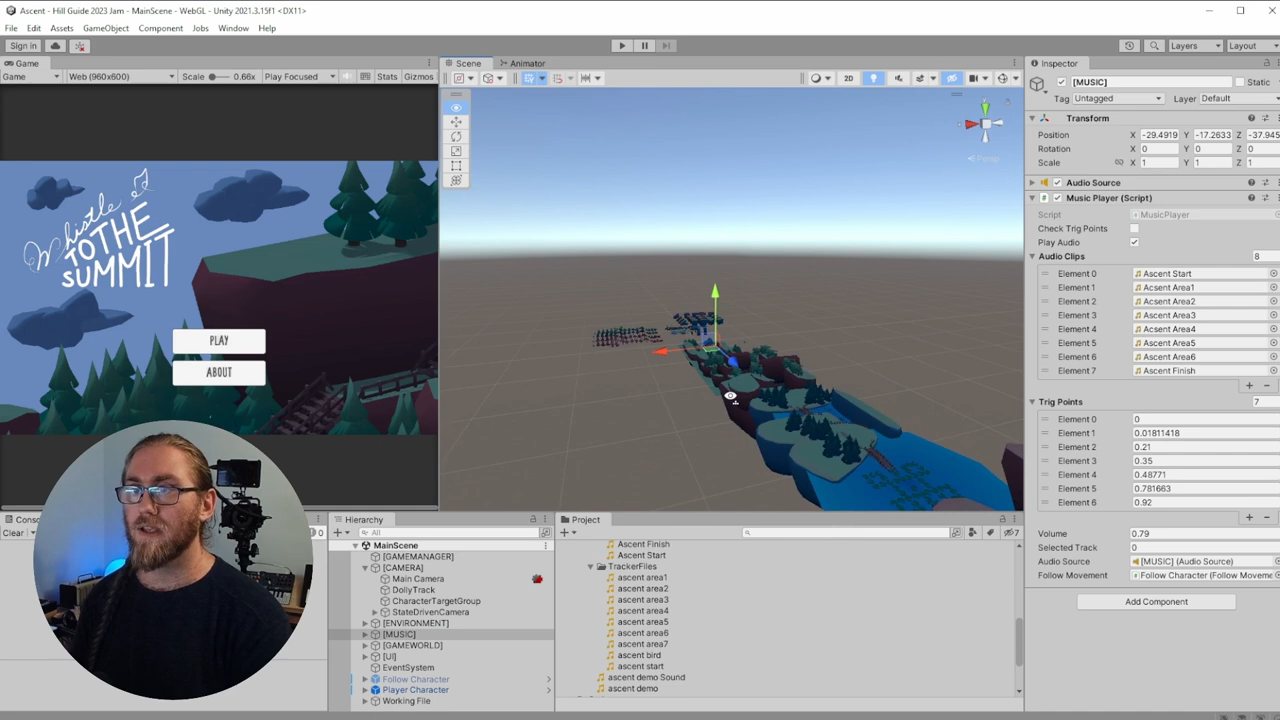 Ascent - Hill Guide 2023 Jam - MainScene - WebGL - Unity 2021.3.15f1 <DX11>
File Edit Assets GameObject Component Jobs Window Help
Sign in
Layers
Layout
Game
Game
Web (960x600)
Scale
0.66x
Play Focused
Stats
Gizmos
Whistle
TO THE
SUMMIT
PLAY
ABOUT
Scene
Animator
2D
Persp
Inspector
[MUSIC]
Static
Tag Untagged
Layer Default
Transform
Position X -29.4919 Y -17.2633 Z -37.945
Rotation X 0 Y 0 Z 0
Scale X 1 Y 1 Z 1
Audio Source
Music Player (Script)
Script MusicPlayer
Check Trig Points
Play Audio
Audio Clips 8
Element 0 Ascent Start
Element 1 Acsent Area1
Element 2 Ascent Area2
Element 3 Ascent Area3
Element 4 Ascent Area4
Element 5 Ascent Area5
Element 6 Ascent Area6
Element 7 Ascent Finish
Trig Points 7
Element 0 0
Element 1 0.01811418
Element 2 0.21
Element 3 0.35
Element 4 0.48771
Element 5 0.781663
Element 6 0.92
Volume 0.79
Selected Track 0
Audio Source [MUSIC] (Audio Source)
Follow Movement Follow Character (Follow Moveme
Add Component
Conso
Clear
0
Hierarchy
All
MainScene
[GAMEMANAGER]
[CAMERA]
Main Camera
DollyTrack
CharacterTargetGroup
StateDrivenCamera
[ENVIRONMENT]
[MUSIC]
[GAMEWORLD]
[UI]
EventSystem
Follow Character
Player Character
Working File
Project
7
Ascent Finish
Ascent Start
TrackerFiles
ascent area1
ascent area2
ascent area3
ascent area4
ascent area5
ascent area6
ascent area7
ascent bird
ascent start
ascent demo Sound
ascent demo